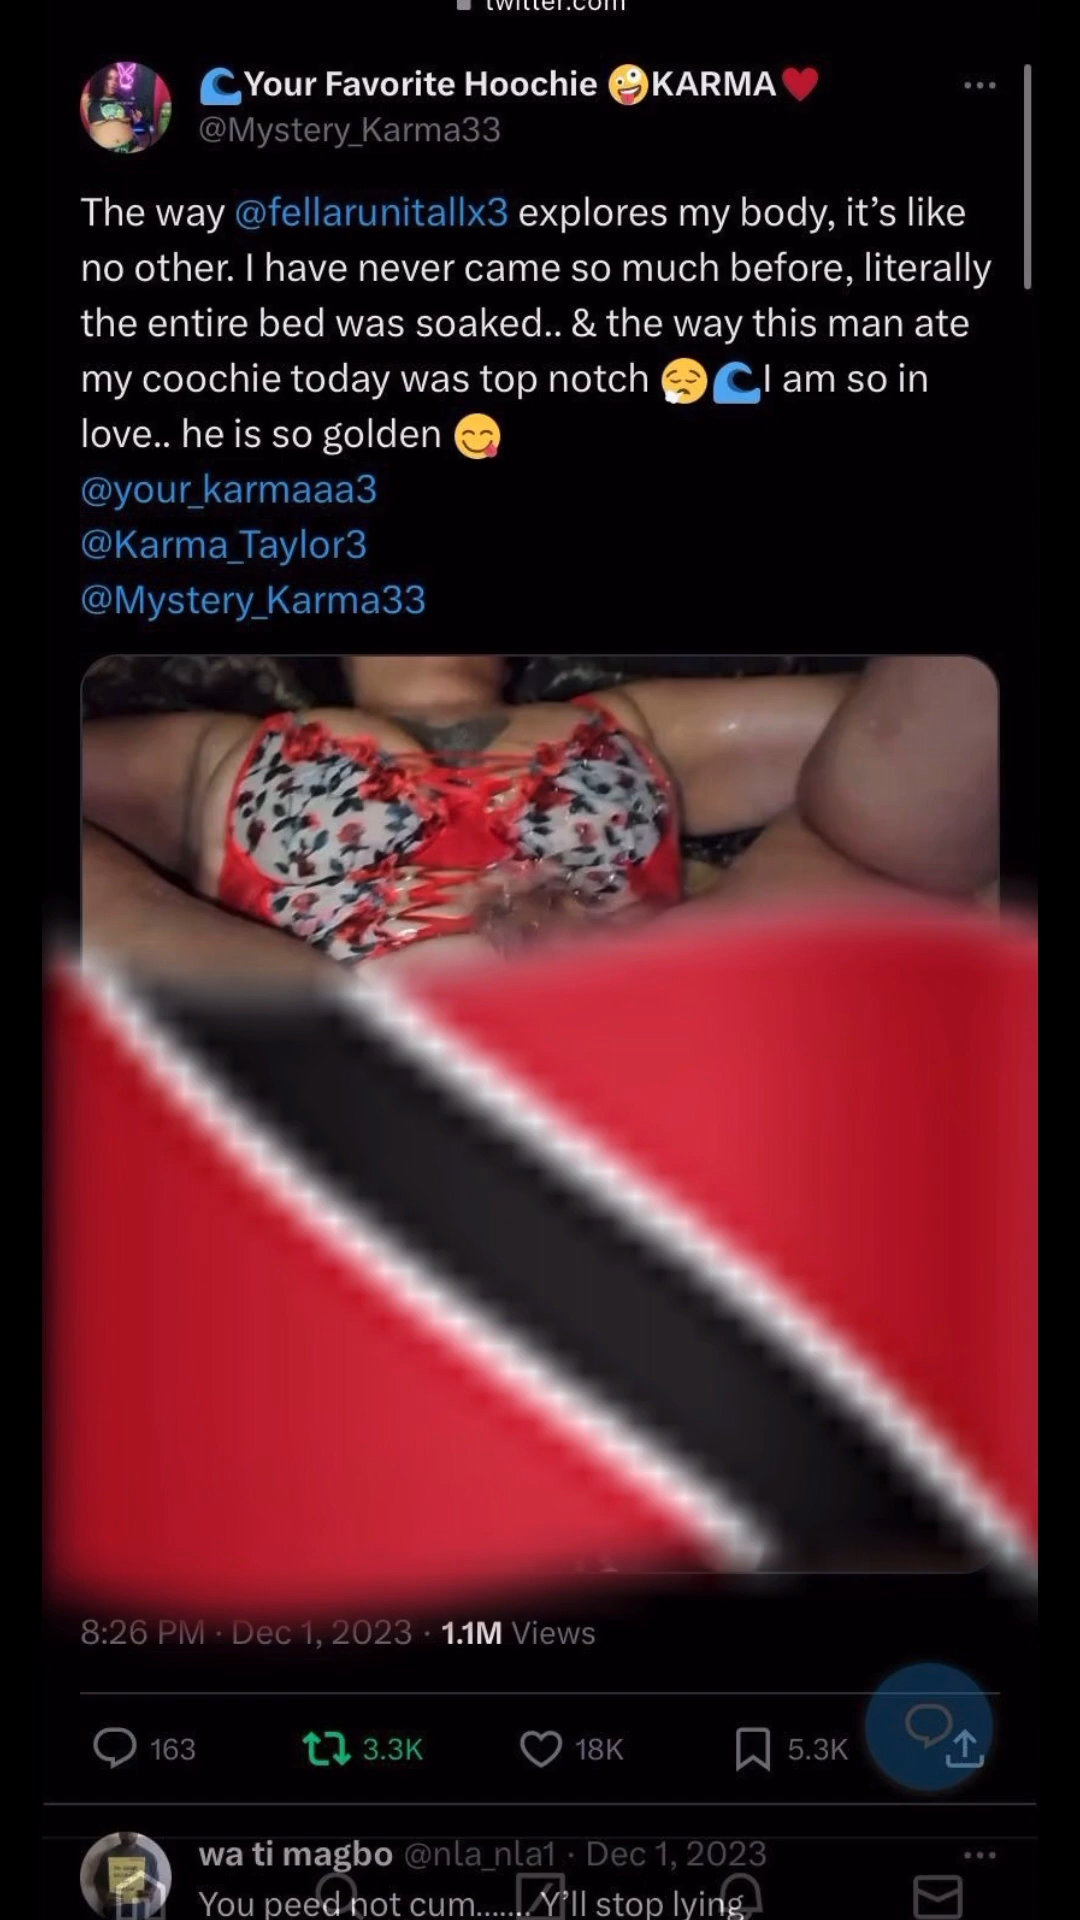 twitter.com
🌊Your Favorite Hoochie 🤪KARMA❤️
@Mystery_Karma33
The way @fellarunitallx3 explores my body, it’s like
no other. I have never came so much before, literally
the entire bed was soaked.. & the way this man ate
my coochie today was top notch 😮‍💨🌊I am so in
love.. he is so golden 😋
@your_karmaaa3
@Karma_Taylor3
@Mystery_Karma33
8:26 PM · Dec 1, 2023 · 1.1M Views
163 3.3K 18K 5.3K
wa ti magbo @nla_nla1 · Dec 1, 2023
You peed not cum....... Y’ll stop lying